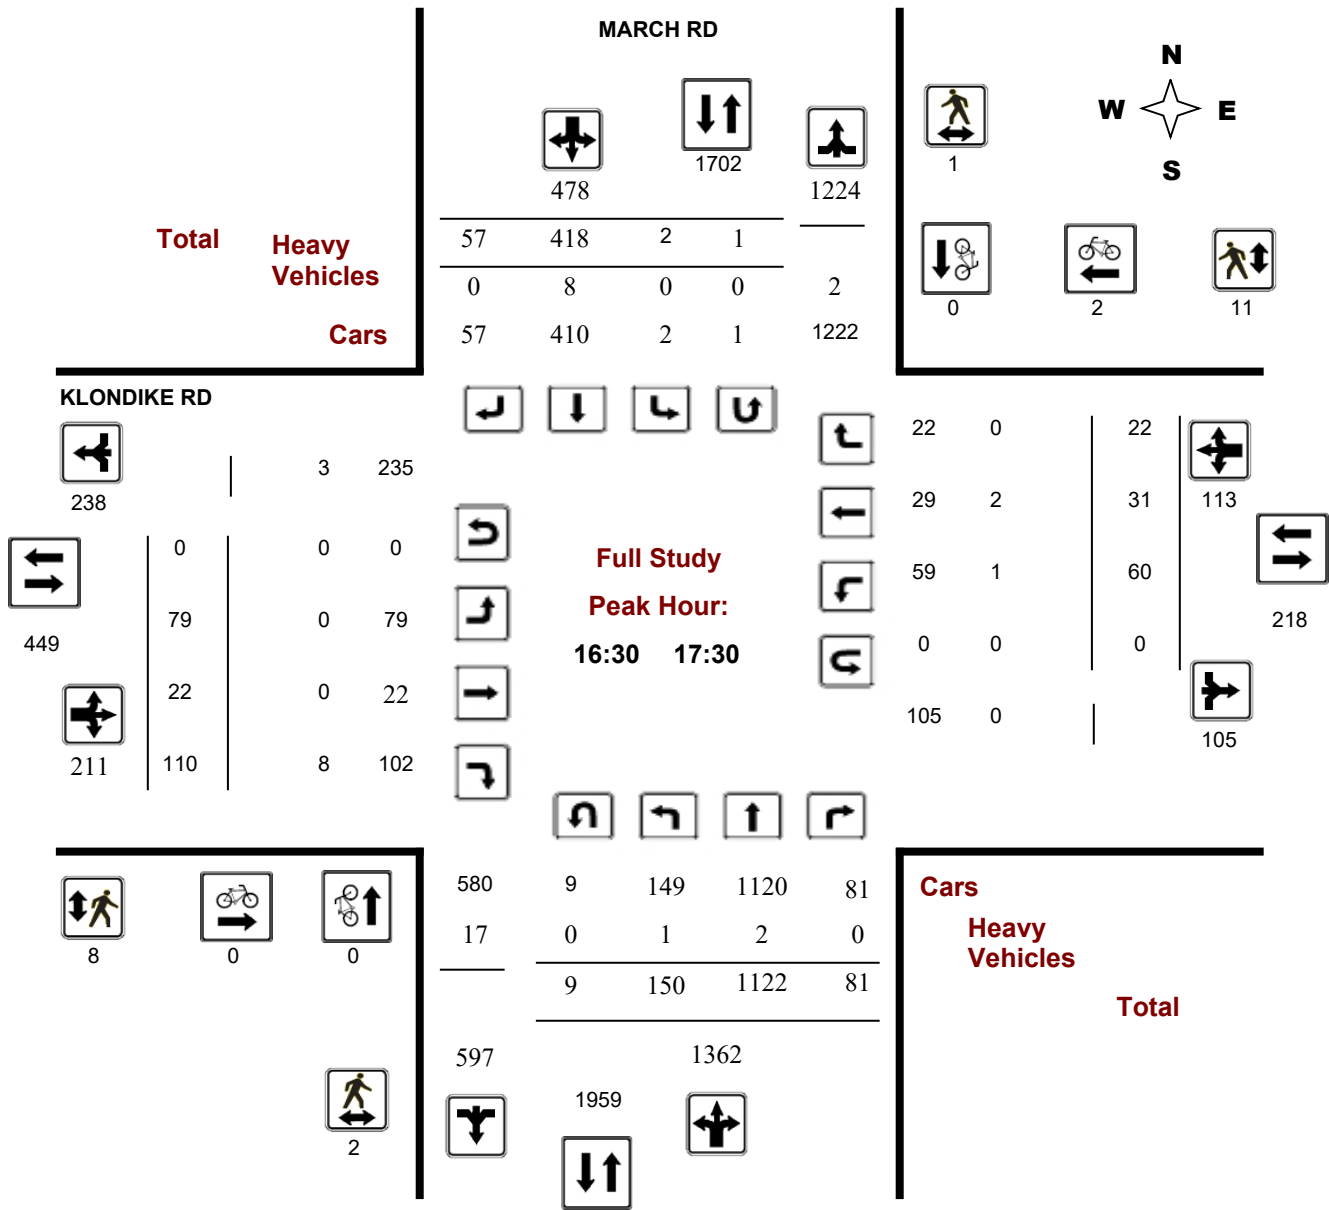 MARCH RD
N
W E
S
1702
1
478 1224
Total Heavy
Vehicles
Cars
57 418 2 1
0 8 0 0 2
57 410 2 1 1222
0 2 11
KLONDIKE RD
238
3 235
0 0 0
79 0 79
449
22 0 22
211
110 8 102
Full Study
Peak Hour:
16:30 17:30
22 0 22
113
29 2 31
59 1 60
218
0 0 0
105 0
105
580 9 149 1120 81
17 0 1 2 0
9 150 1122 81
597 1362
1959
8 0 0
2
Cars
Heavy
Vehicles
Total